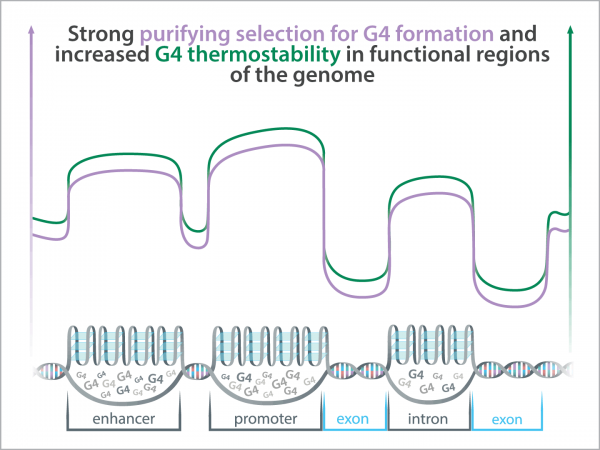 Strong purifying selection for G4 formation and
increased G4 thermostability in functional regions
of the genome
G4 G4 G4 G4 G4 G4 G4 G4 G4 G4 G4
G4 G4 G4 G4 G4 G4 G4 G4 G4 G4 G4
G4 G4 G4 G4 G4 G4 G4
enhancer
promoter
exon
intron
exon